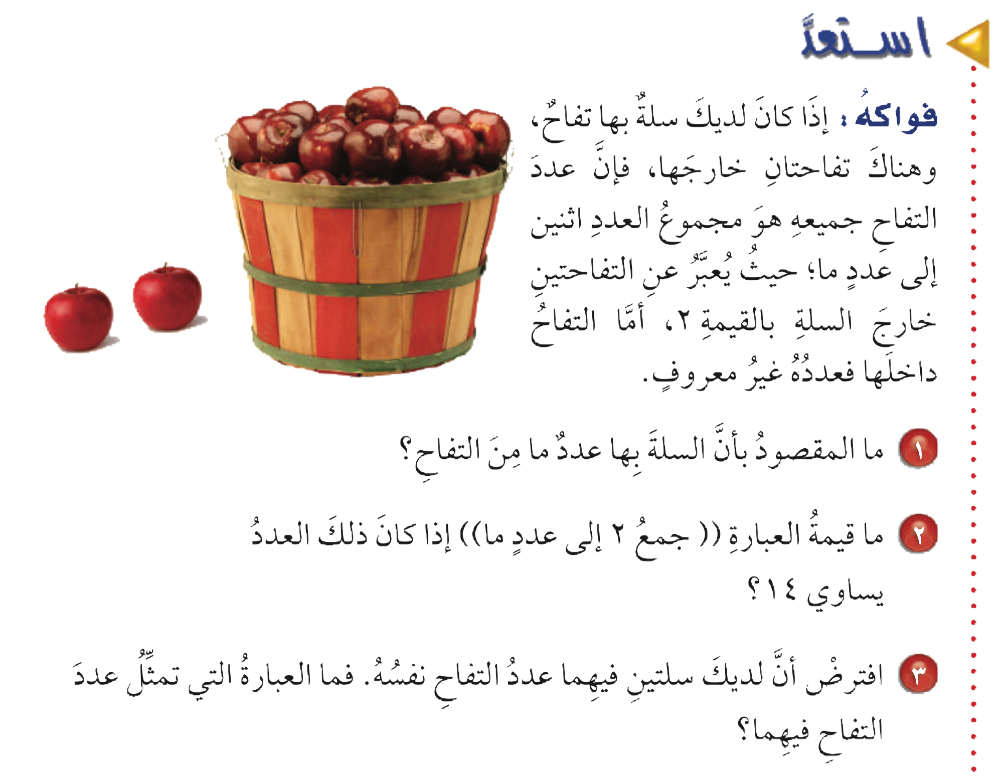 استعدَّ
فواكهُ : إذَا كانَ لديكَ سلةٌ بها تفاحٌ،
وهناكَ تفاحتانِ خارجَها، فإنَّ عددَ
التفاحِ جميعهِ هوَ مجموعُ العددِ اثنين
إلى عددٍ ما؛ حيثُ يُعبَّرُ عنِ التفاحتينِ
خارجَ السلةِ بالقيمةِ ٢، أمَّا التفاحُ
داخلَها فعددُهُ غيرُ معروفٍ.
١ ما المقصودُ بأنَّ السلةَ بِها عددٌ ما مِنَ التفاحِ؟
٢ ما قيمةُ العبارةِ (( جمعُ ٢ إلى عددٍ ما)) إذا كانَ ذلكَ العددُ
يساوي ١٤؟
٣ افترضْ أنَّ لديكَ سلتينِ فيهِما عددُ التفاحِ نفسُهُ. فما العبارةُ التي تمثِّلُ عددَ
التفاحِ فيهِما؟